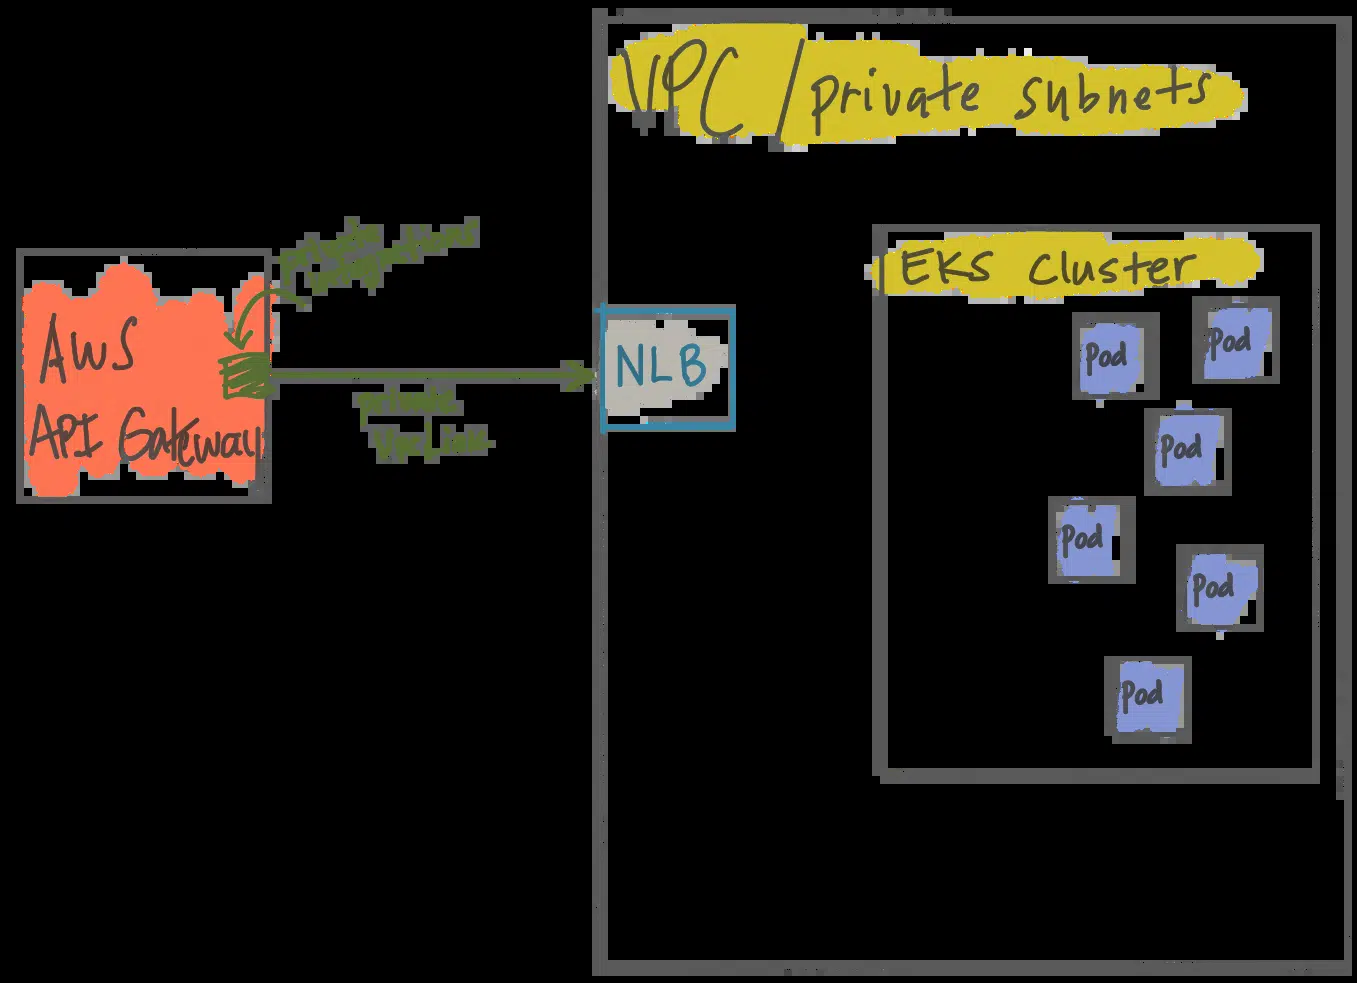 VPC/private subnets
private
integrations
EKS Cluster
AWS
API Gateway
NLB
private
VpcLink
Pod
Pod
Pod
Pod
Pod
Pod